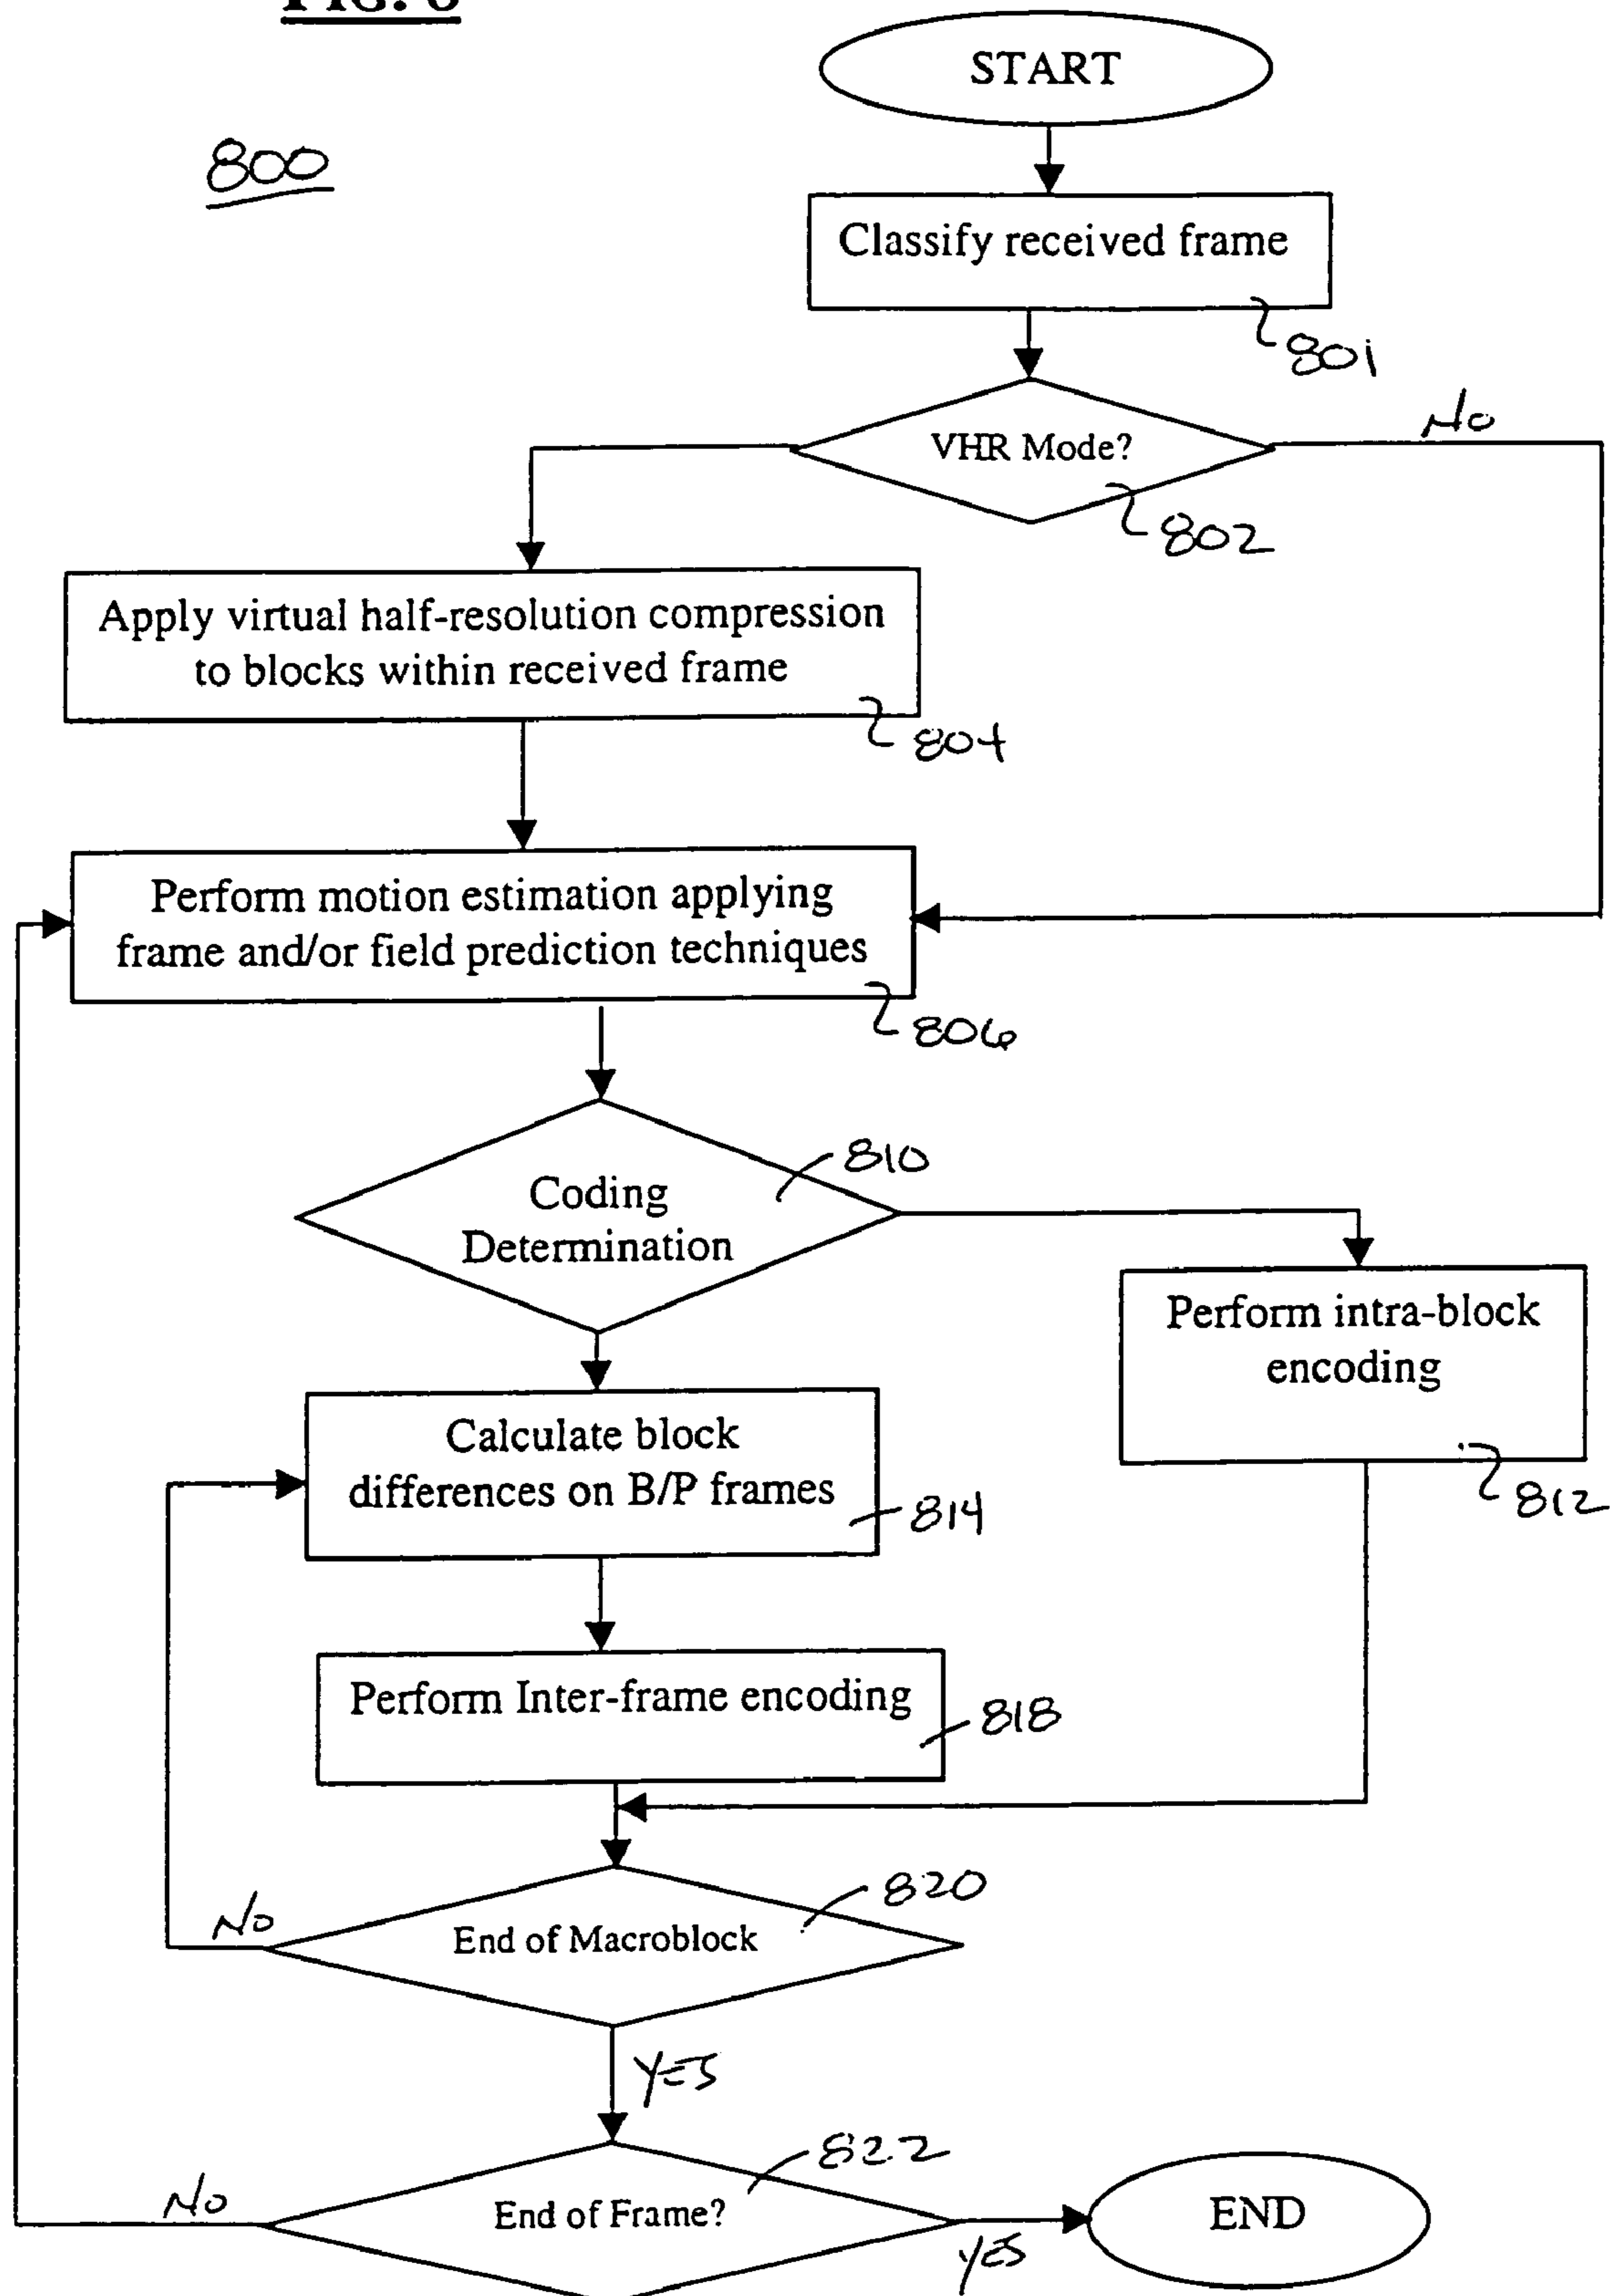 FIG. 8
800
START
Classify received frame
801
VHR Mode?
No
802
Apply virtual half-resolution compression
to blocks within received frame
804
Perform motion estimation applying
frame and/or field prediction techniques
806
810
Coding
Determination
Perform intra-block
encoding
812
Calculate block
differences on B/P frames
814
Perform Inter-frame encoding
818
820
No
End of Macroblock
YES
822
No
End of Frame?
YES
END